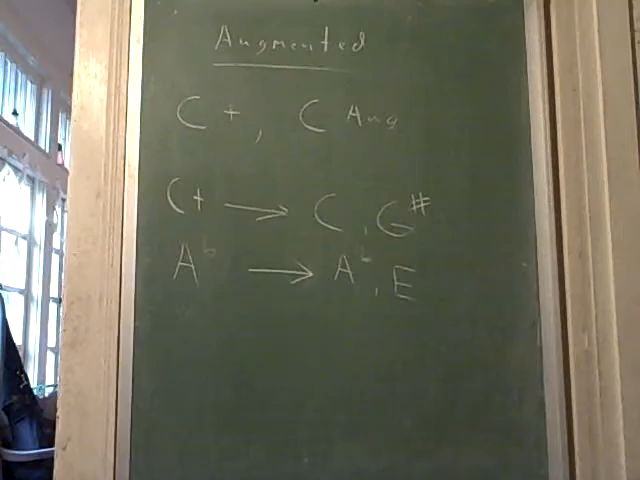 Augmented
C+, C Aug
C+ → C, G#
A♭ → A♭, E